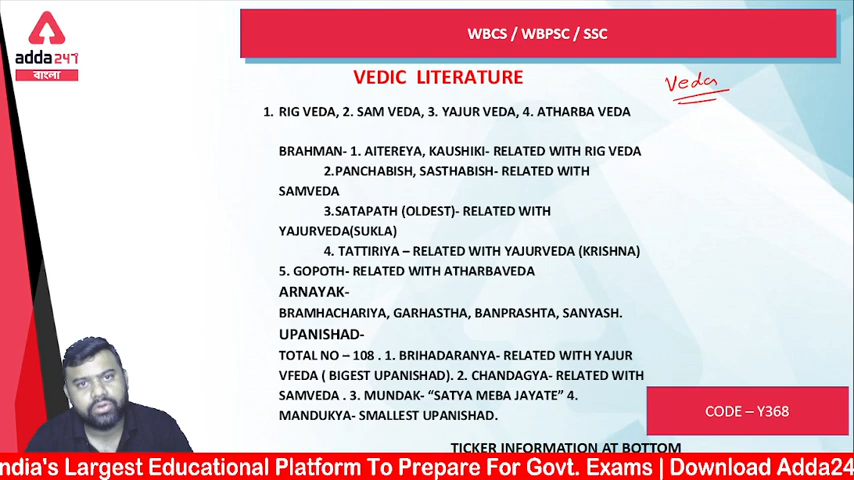 WBCS / WBPSC / SSC
adda247
বাংলা
VEDIC LITERATURE
Veda
1. RIG VEDA, 2. SAM VEDA, 3. YAJUR VEDA, 4. ATHARBA VEDA
BRAHMAN- 1. AITEREYA, KAUSHIKI- RELATED WITH RIG VEDA
2.PANCHABISH, SASTHABISH- RELATED WITH
SAMVEDA
3.SATAPATH (OLDEST)- RELATED WITH
YAJURVEDA(SUKLA)
4. TATTIRIYA – RELATED WITH YAJURVEDA (KRISHNA)
5. GOPOTH- RELATED WITH ATHARBAVEDA
ARNAYAK-
BRAMHACHARIYA, GARHASTHA, BANPRASHTA, SANYASH.
UPANISHAD-
TOTAL NO – 108 . 1. BRIHADARANYA- RELATED WITH YAJUR
VFEDA ( BIGEST UPANISHAD). 2. CHANDAGYA- RELATED WITH
SAMVEDA . 3. MUNDAK- “SATYA MEBA JAYATE” 4.
MANDUKYA- SMALLEST UPANISHAD.
CODE – Y368
TICKER INFORMATION AT BOTTOM
ndia's Largest Educational Platform To Prepare For Govt. Exams | Download Adda24